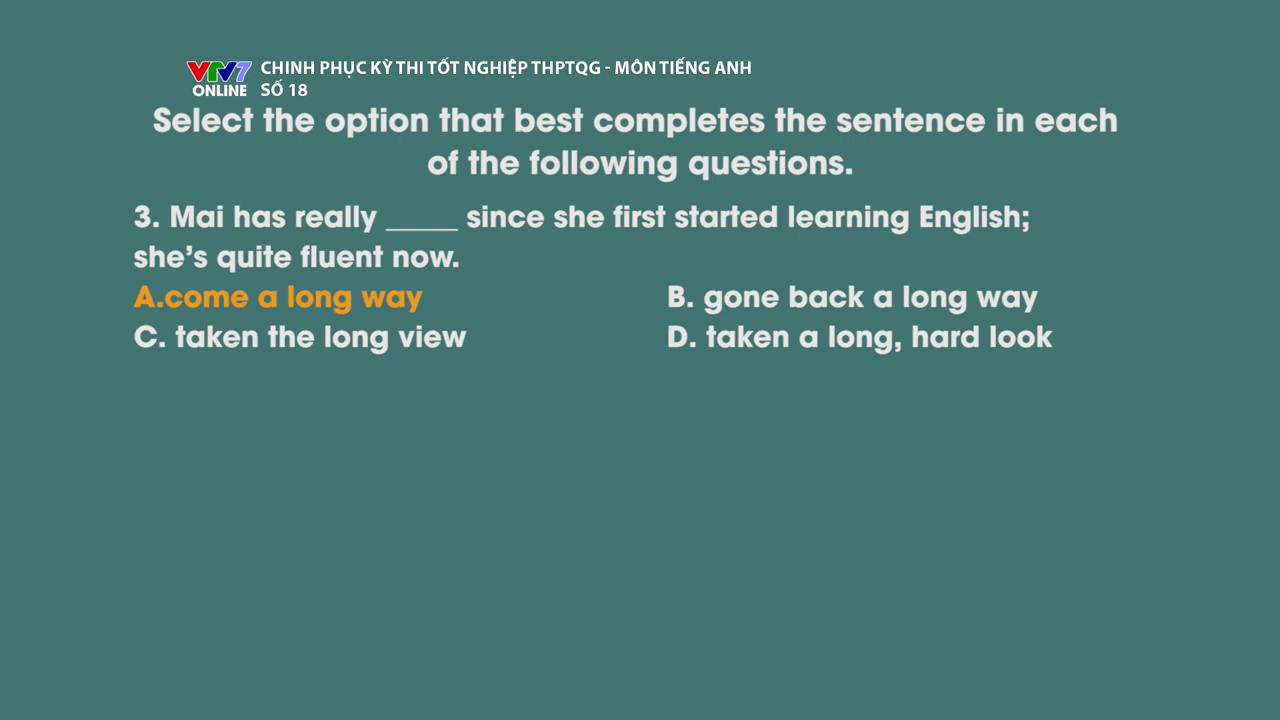 VTV7
ONLINE
CHINH PHỤC KỲ THI TỐT NGHIỆP THPTQG - MÔN TIẾNG ANH
SỐ 18
Select the option that best completes the sentence in each
of the following questions.
3. Mai has really _____ since she first started learning English;
she's quite fluent now.
A.come a long way
B. gone back a long way
C. taken the long view
D. taken a long, hard look